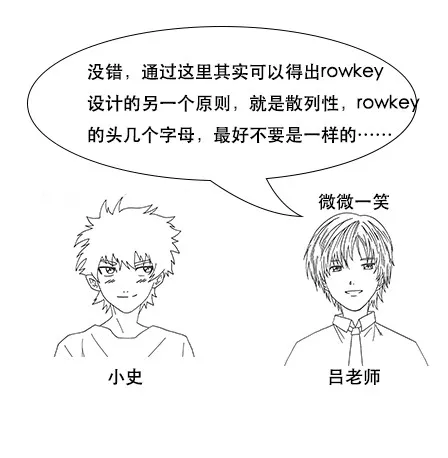 没错，通过这里其实可以得出rowkey
设计的另一个原则，就是散列性，rowkey
的头几个字母，最好不要是一样的……
微微一笑
小史
吕老师